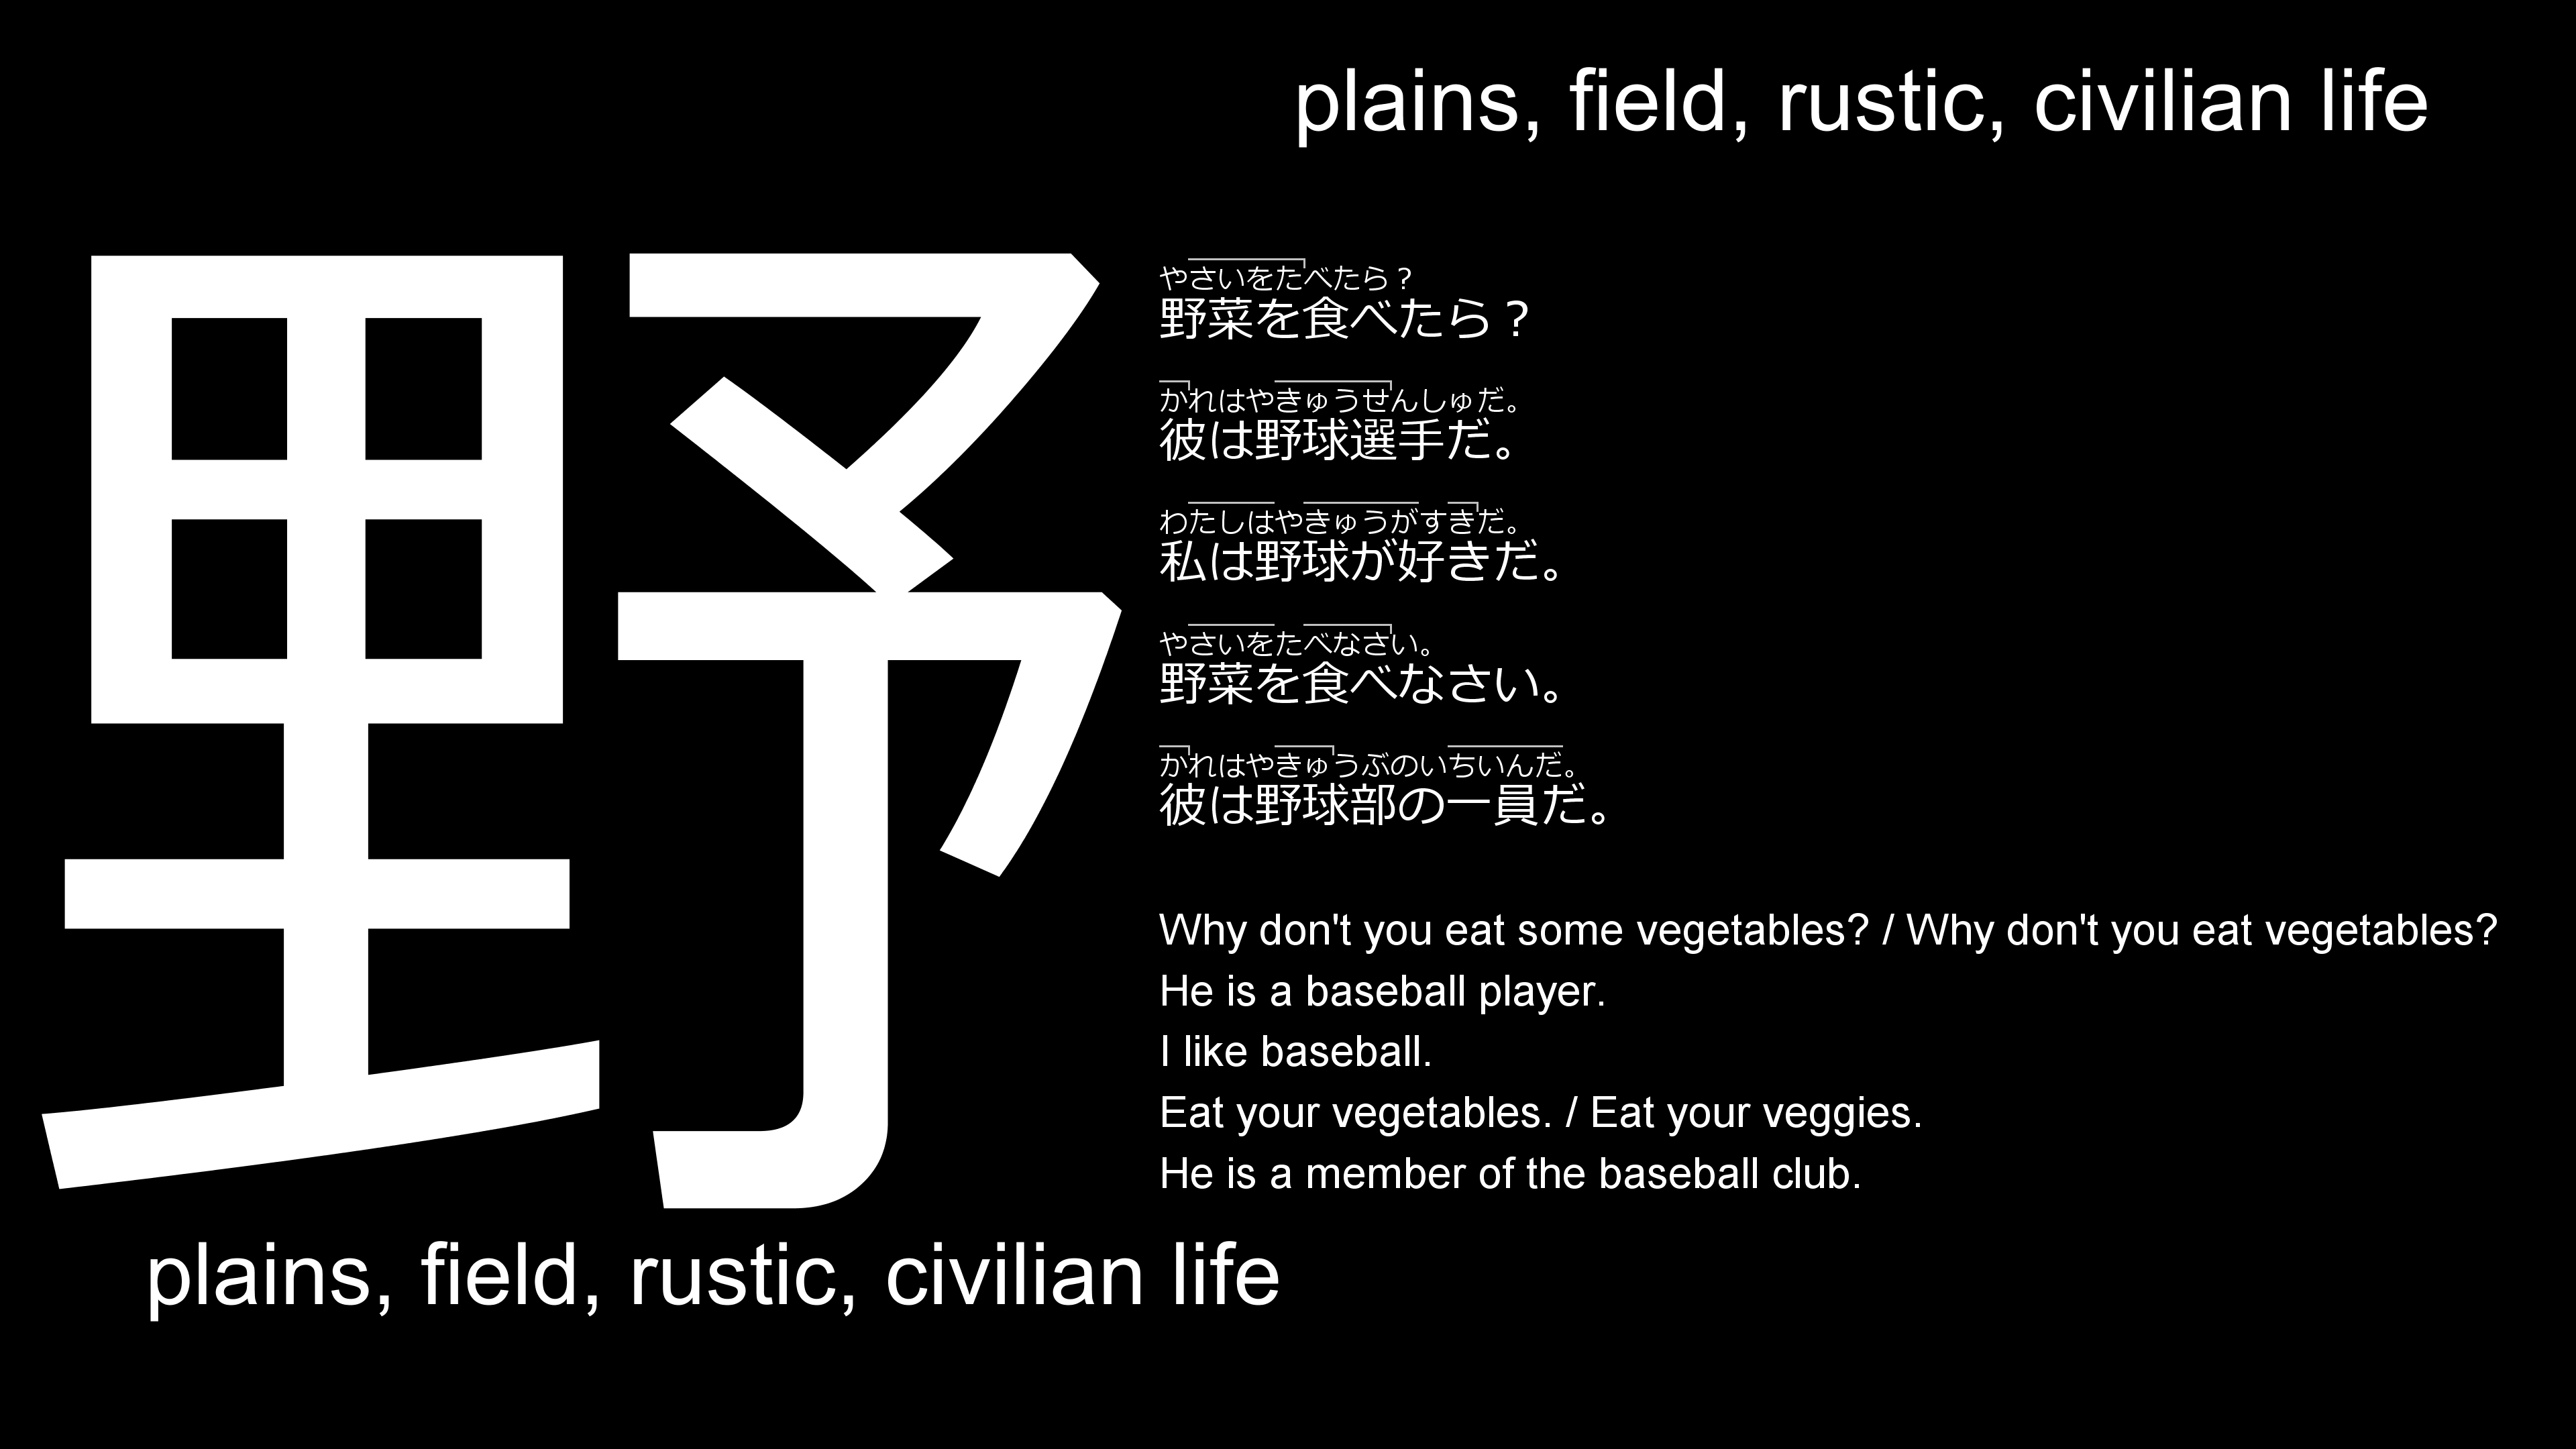 plains, field, rustic, civilian life
野
やさいをたべたら？
野菜を食べたら？
かれはやきゅうせんしゅだ。
彼は野球選手だ。
わたしはやきゅうがすきだ。
私は野球が好きだ。
やさいをたべなさい。
野菜を食べなさい。
かれはやきゅうぶのいちいんだ。
彼は野球部の一員だ。
Why don't you eat some vegetables? / Why don't you eat vegetables?
He is a baseball player.
I like baseball.
Eat your vegetables. / Eat your veggies.
He is a member of the baseball club.
plains, field, rustic, civilian life